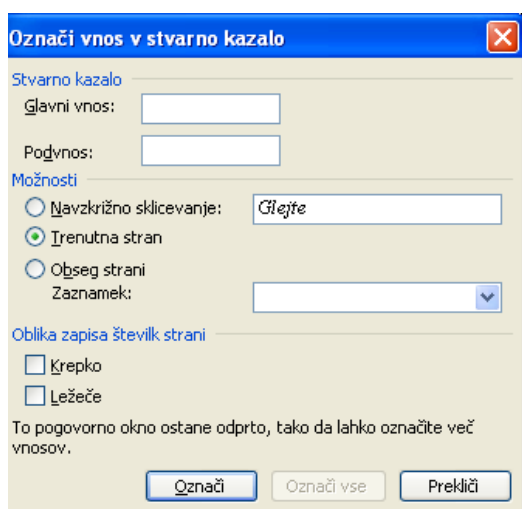 Označi vnos v stvarno kazalo
Stvarno kazalo
Glavni vnos:
Podvnos:
Možnosti
Navzkrižno sklicevanje: Glejte
Trenutna stran
Obseg strani
Zaznamek:
Oblika zapisa številk strani
Krepko
Ležeče
To pogovorno okno ostane odprto, tako da lahko označite več
vnosov.
Označi Označi vse Prekliči